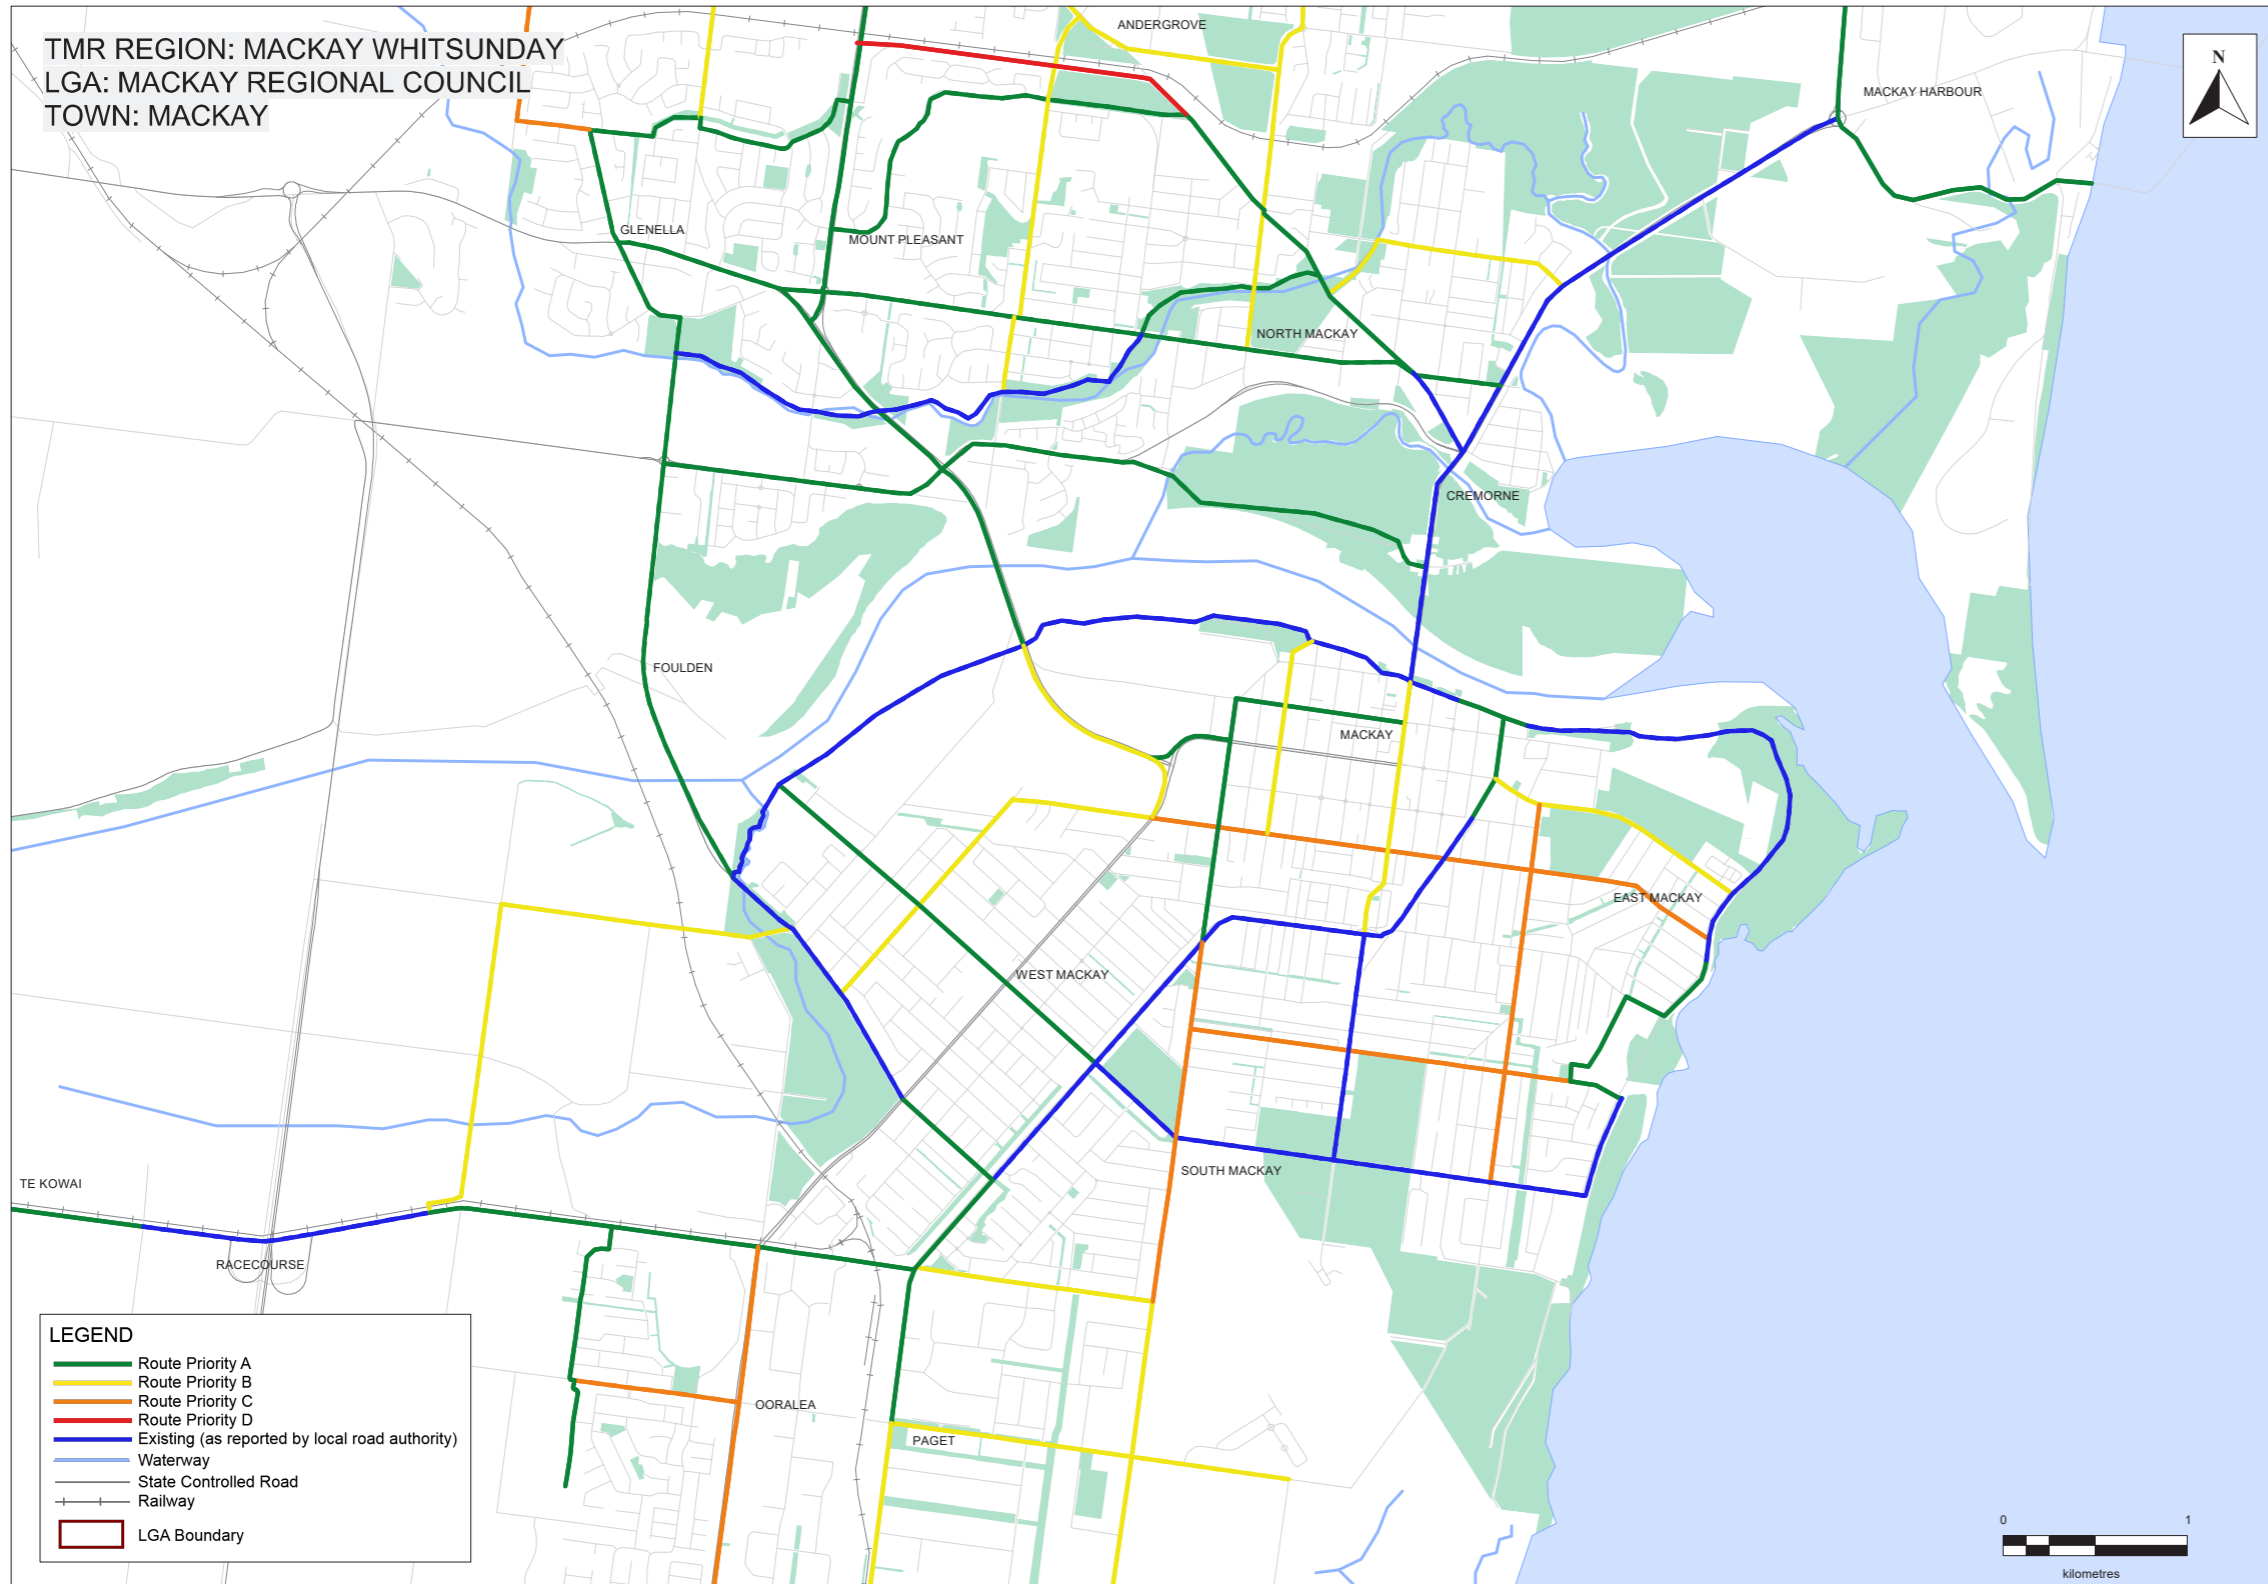 TMR REGION: MACKAY WHITSUNDAY
LGA: MACKAY REGIONAL COUNCIL
TOWN: MACKAY
ANDERGROVE
N
MACKAY HARBOUR
GLENELLA
MOUNT PLEASANT
NORTH MACKAY
CREMORNE
FOULDEN
MACKAY
EAST MACKAY
WEST MACKAY
SOUTH MACKAY
TE KOWAI
RACECOURSE
OORALEA
PAGET
LEGEND
Route Priority A
Route Priority B
Route Priority C
Route Priority D
Existing (as reported by local road authority)
Waterway
State Controlled Road
Railway
LGA Boundary
0 1
kilometres